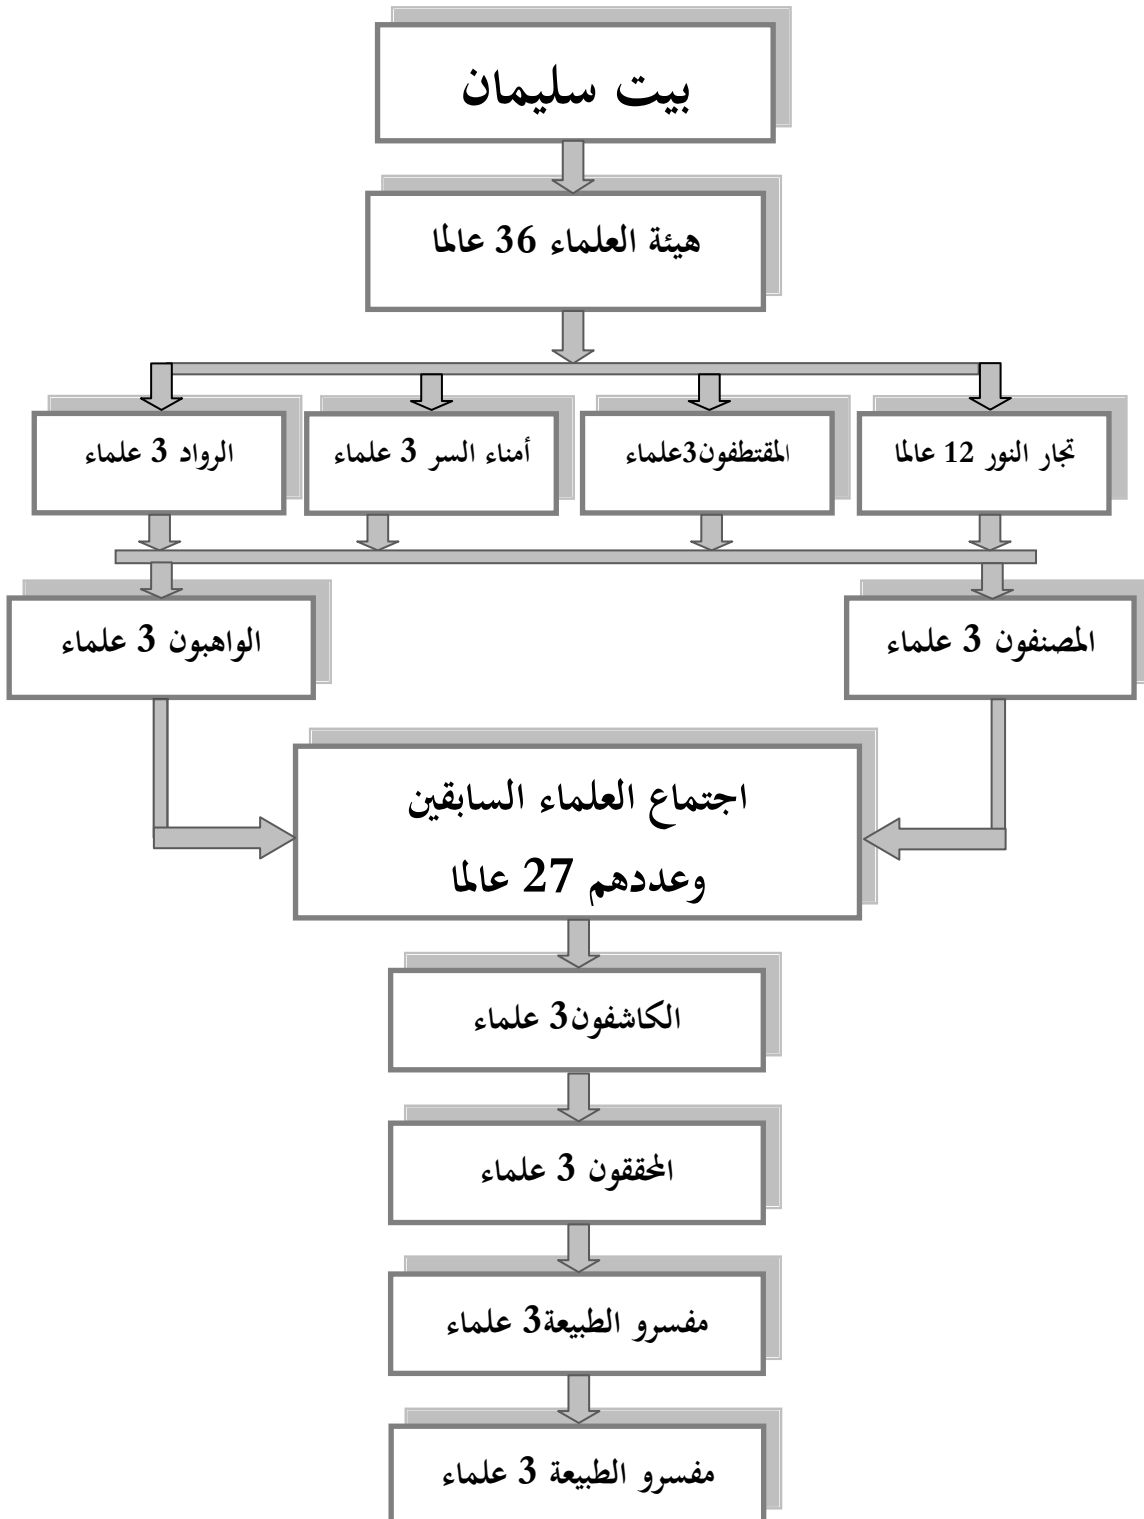 بيت سليمان
هيئة العلماء 36 عالما
تجار النور 12 عالما
المقتطفون3علماء
أمناء السر 3 علماء
الرواد 3 علماء
المصنفون 3 علماء
الواهبون 3 علماء
اجتماع العلماء السابقين
وعددهم 27 عالما
الكاشفون3 علماء
المحققون 3 علماء
مفسرو الطبيعة3 علماء
مفسرو الطبيعة 3 علماء